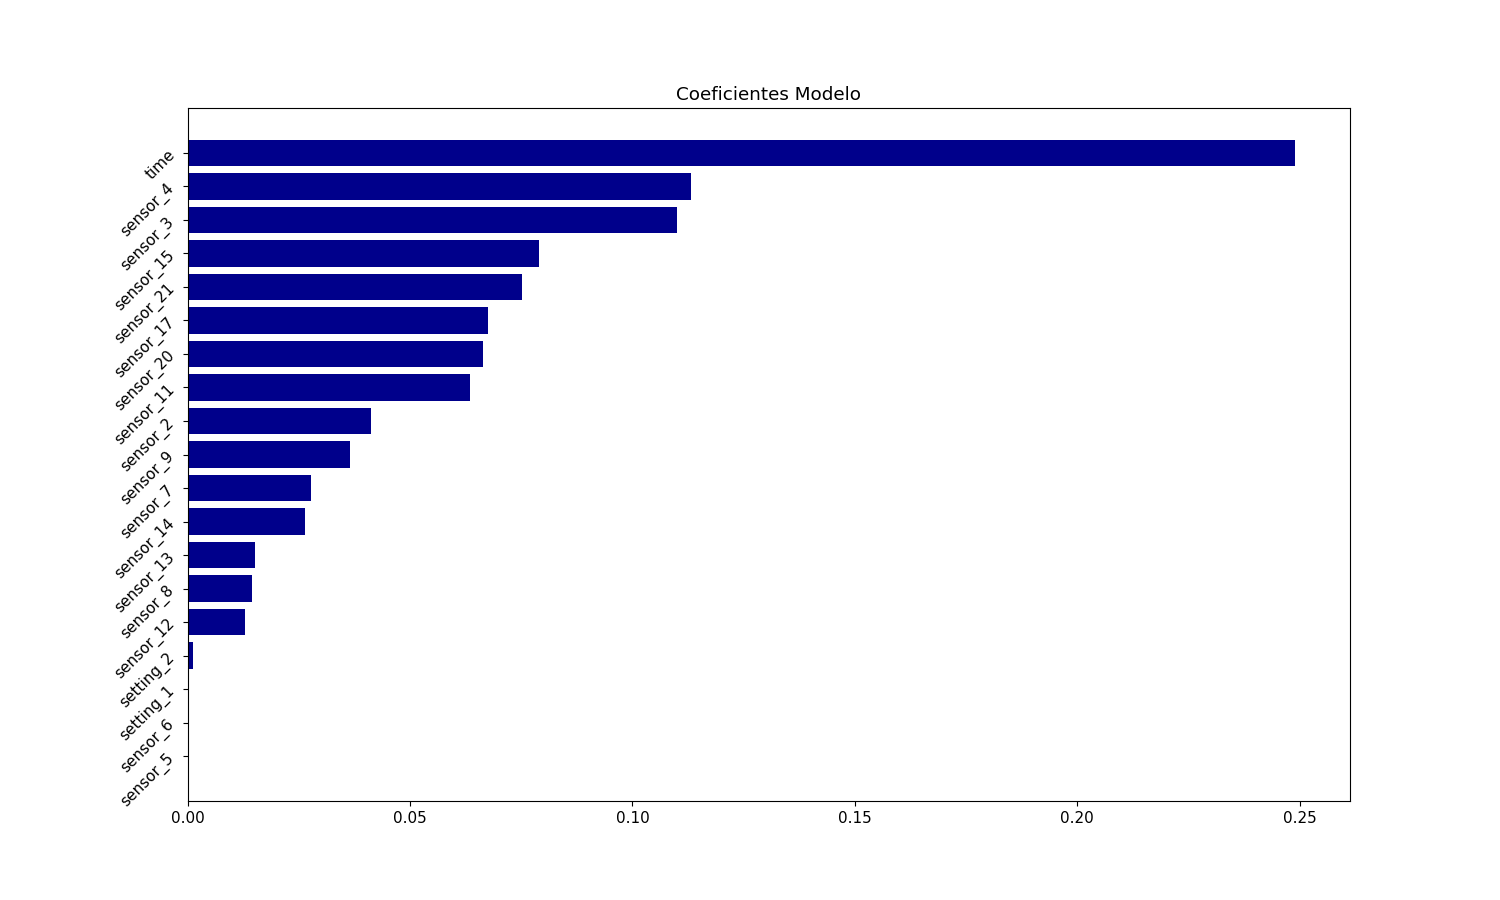 Coeficientes Modelo
time
sensor_4
sensor_3
sensor_15
sensor_21
sensor_17
sensor_20
sensor_11
sensor_2
sensor_9
sensor_7
sensor_14
sensor_13
sensor_8
sensor_12
setting_2
setting_1
sensor_6
sensor_5
0.00 0.05 0.10 0.15 0.20 0.25